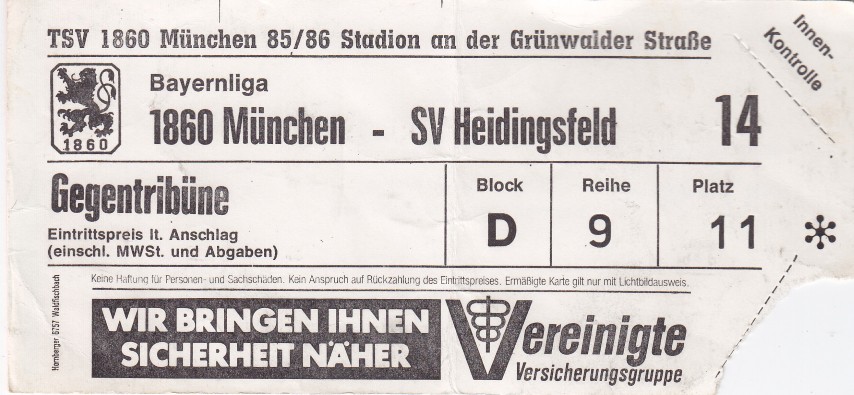 TSV 1860 München 85/86 Stadion an der Grünwalder Straße
Innen-
Kontrolle
1860
Bayernliga
1860 München - SV Heidingsfeld
14
Gegentribüne
Eintrittspreis lt. Anschlag
(einschl. MWSt. und Abgaben)
Block
D
Reihe
9
Platz
11
Keine Haftung für Personen- und Sachschäden. Kein Anspruch auf Rückzahlung des Eintrittspreises. Ermäßigte Karte gilt nur mit Lichtbildausweis.
Hornberger 6757 Waldfischbach
WIR BRINGEN IHNEN
SICHERHEIT NÄHER
Vereinigte
Versicherungsgruppe